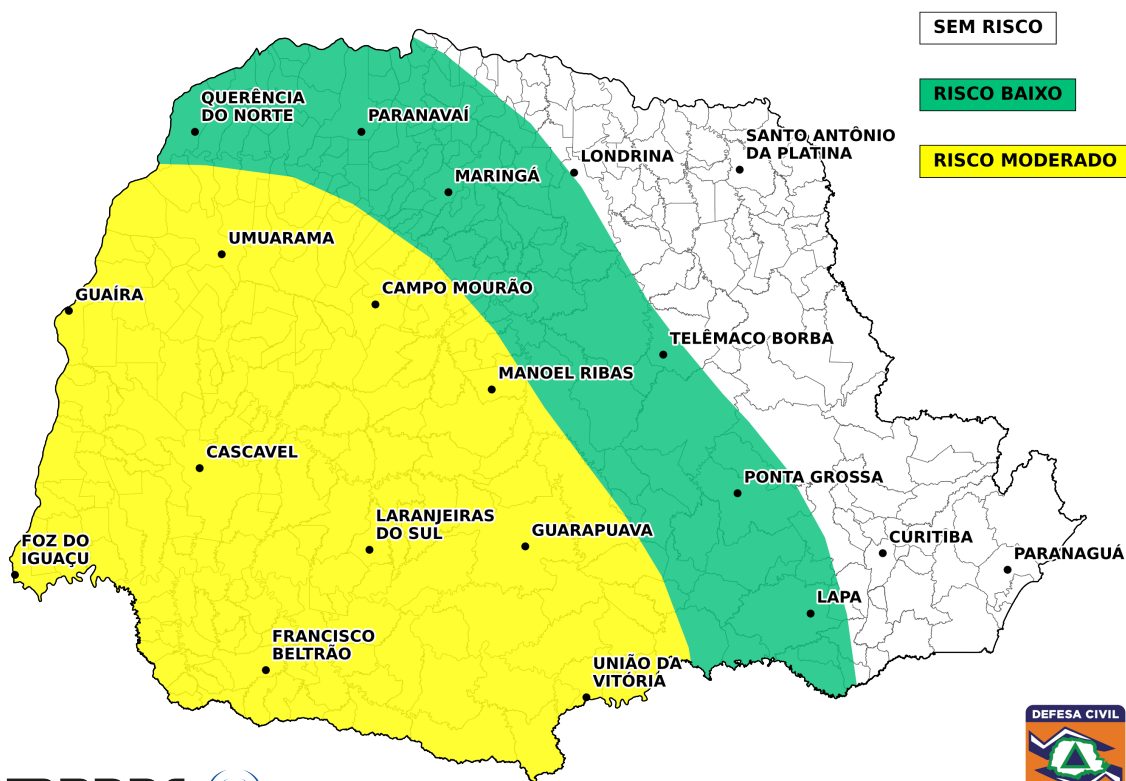 SEM RISCO
RISCO BAIXO
QUERÊNCIA
DO NORTE
PARANAVAÍ
SANTO ANTÔNIO
DA PLATINA
LONDRINA
RISCO MODERADO
MARINGÁ
UMUARAMA
CAMPO MOURÃO
GUAÍRA
TELÊMACO BORBA
MANOEL RIBAS
CASCAVEL
PONTA GROSSA
LARANJEIRAS
DO SUL
GUARAPUAVA
CURITIBA
FOZ DO
IGUAÇU
PARANAGUÁ
LAPA
FRANCISCO
BELTRÃO
UNIÃO DA
VITÓRIA
DEFESA CIVIL